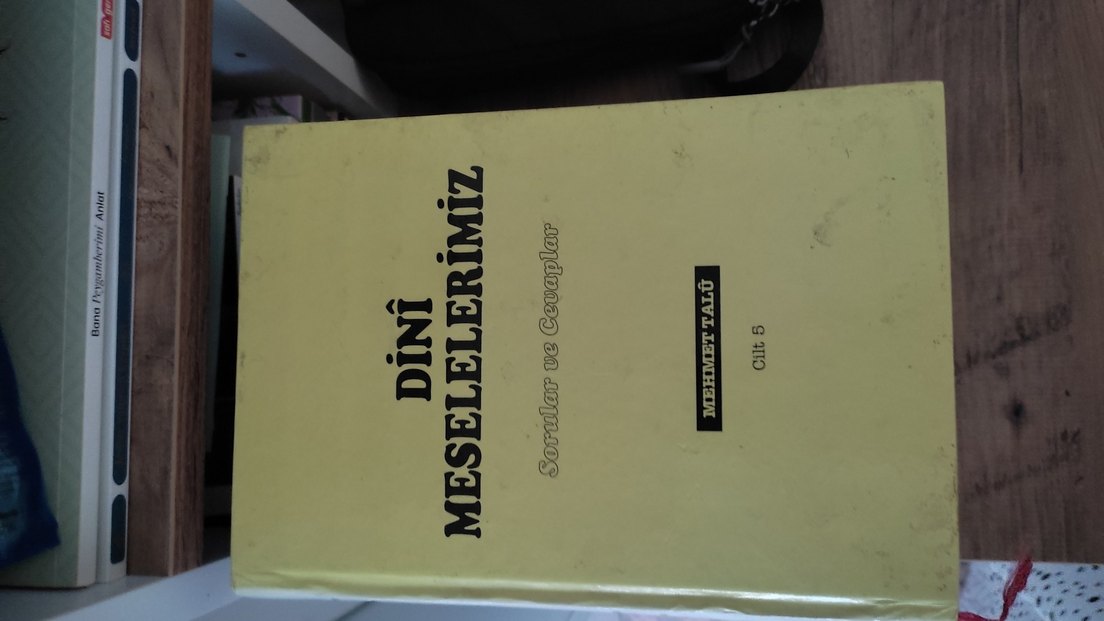 DİNÎ
MESELELERİMİZ
Sorular ve Cevaplar
MEHMET TALÛ
Cilt 5
Bana Peygamberimi Anlat